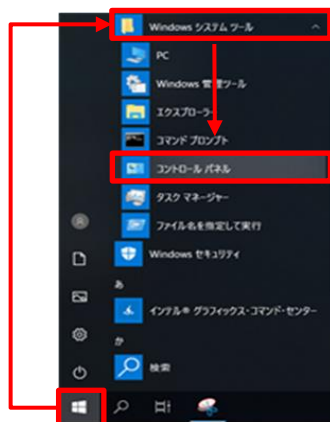 Windows システム ツール
PC
Windows 管理ツール
エクスプローラー
コマンド プロンプト
コントロール パネル
タスク マネージャー
ファイル名を指定して実行
Windows セキュリティ
あ
インテル® グラフィックス・コマンド・センター
か
検索